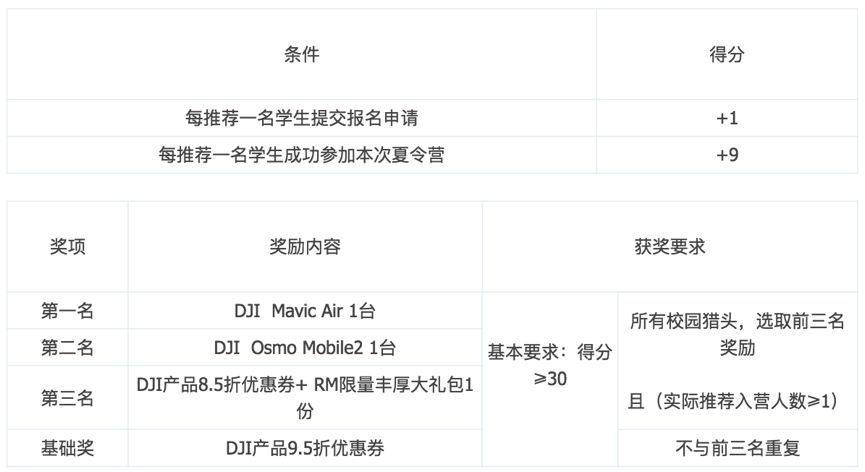 条件 得分
每推荐一名学生提交报名申请 +1
每推荐一名学生成功参加本次夏令营 +9
奖项 奖励内容 获奖要求
第一名 DJI Mavic Air 1台
第二名 DJI Osmo Mobile2 1台
第三名 DJI产品8.5折优惠券+ RM限量丰厚大礼包1
份
基础奖 DJI产品9.5折优惠券
基本要求：得分
≥30
所有校园猎头，选取前三名
奖励
且（实际推荐入营人数≥1）
不与前三名重复